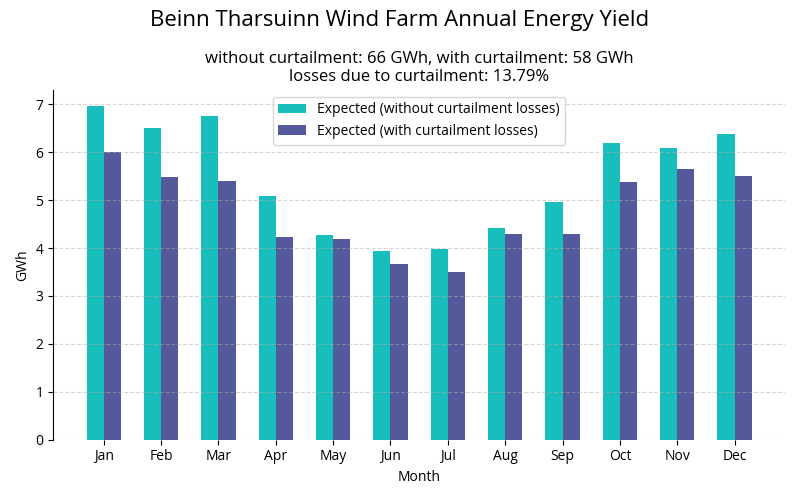 Beinn Tharsuinn Wind Farm Annual Energy Yield
without curtailment: 66 GWh, with curtailment: 58 GWh
losses due to curtailment: 13.79%
Expected (without curtailment losses)
Expected (with curtailment losses)
GWh
7
6
5
4
3
2
1
0
Jan Feb Mar Apr May Jun Jul Aug Sep Oct Nov Dec
Month